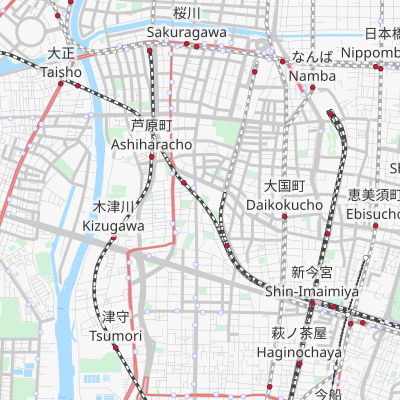 桜川
Sakuragawa
日本橋
Nippomb
大正
Taisho
なんば
Namba
芦原町
Ashiharacho
大国町
Daikokucho
恵美須町
Ebisucho
木津川
Kizugawa
新今宮
Shin-Imaimiya
津守
Tsumori
萩ノ茶屋
Haginochaya
今船